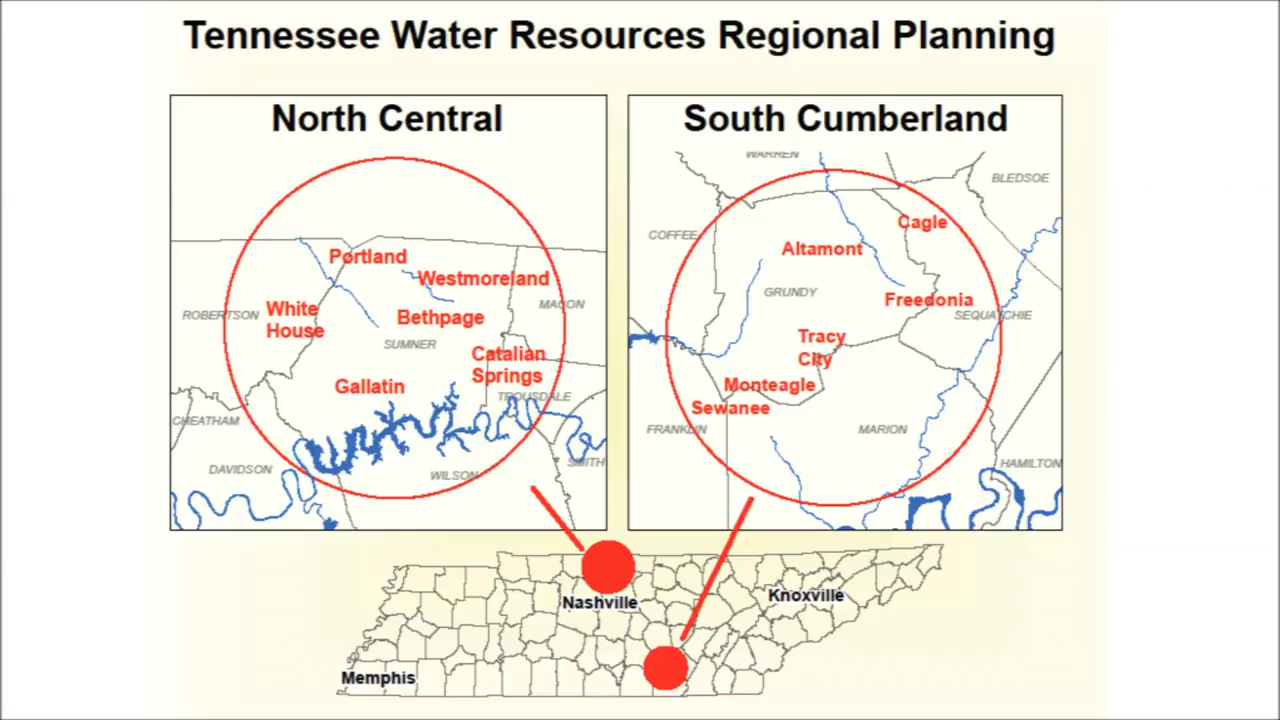 Tennessee Water Resources Regional Planning
North Central
Portland
Westmoreland
White
House
ROBERTSON
MACON
Bethpage
SUMNER
Catalian
Springs
Gallatin
TROUSDALE
CHEATHAM
DAVIDSON
WILSON
SMITH
South Cumberland
WARREN
BLEDSOE
COFFEE
Cagle
Altamont
GRUNDY
Freedonia
SEQUATCHIE
Tracy
City
Monteagle
Sewanee
FRANKLIN
MARION
HAMILTON
Nashville
Knoxville
Memphis